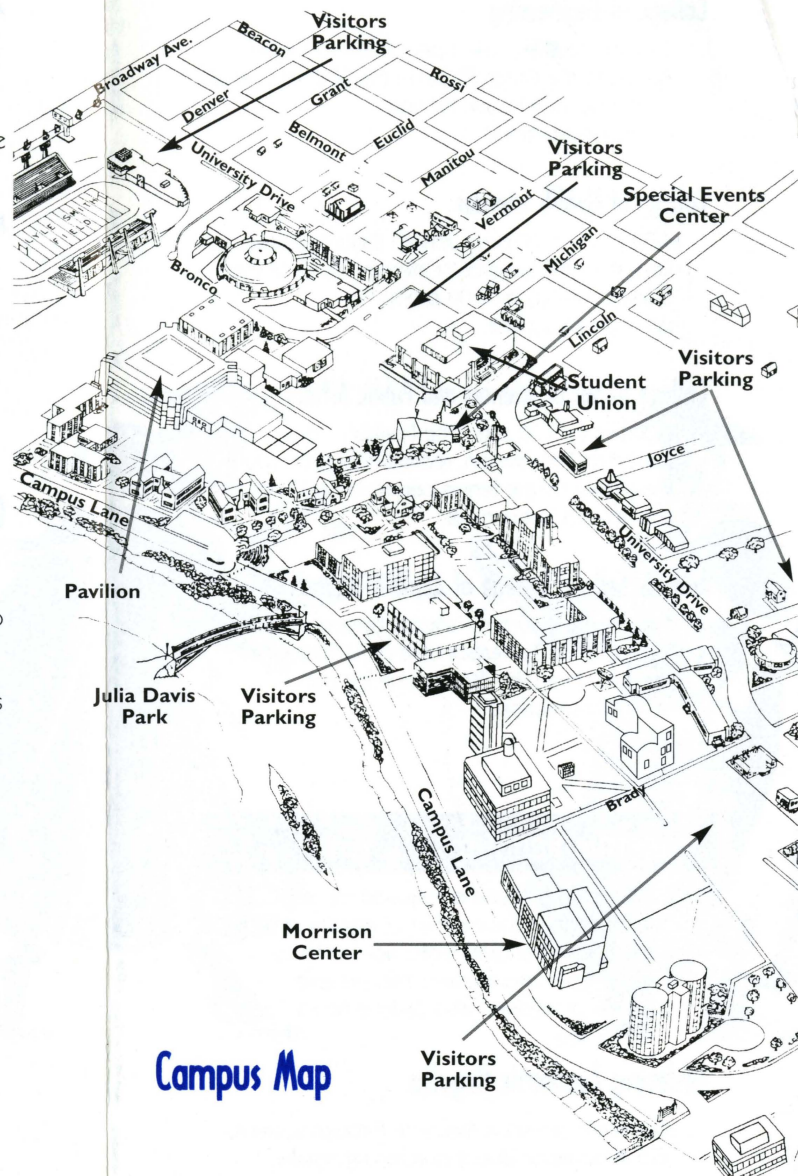 Visitors
Parking
Broadway Ave.
Beacon
Rossi
Denver
Grant
Belmont
Euclid
University Drive
Manitou
Visitors
Parking
Vermont
Special Events
Center
Michigan
Bronco
Lincoln
Student
Union
Visitors
Parking
Joyce
Campus Lane
University Drive
Pavilion
Julia Davis
Park
Visitors
Parking
Campus Lane
Brady
Morrison
Center
Visitors
Parking
Campus Map